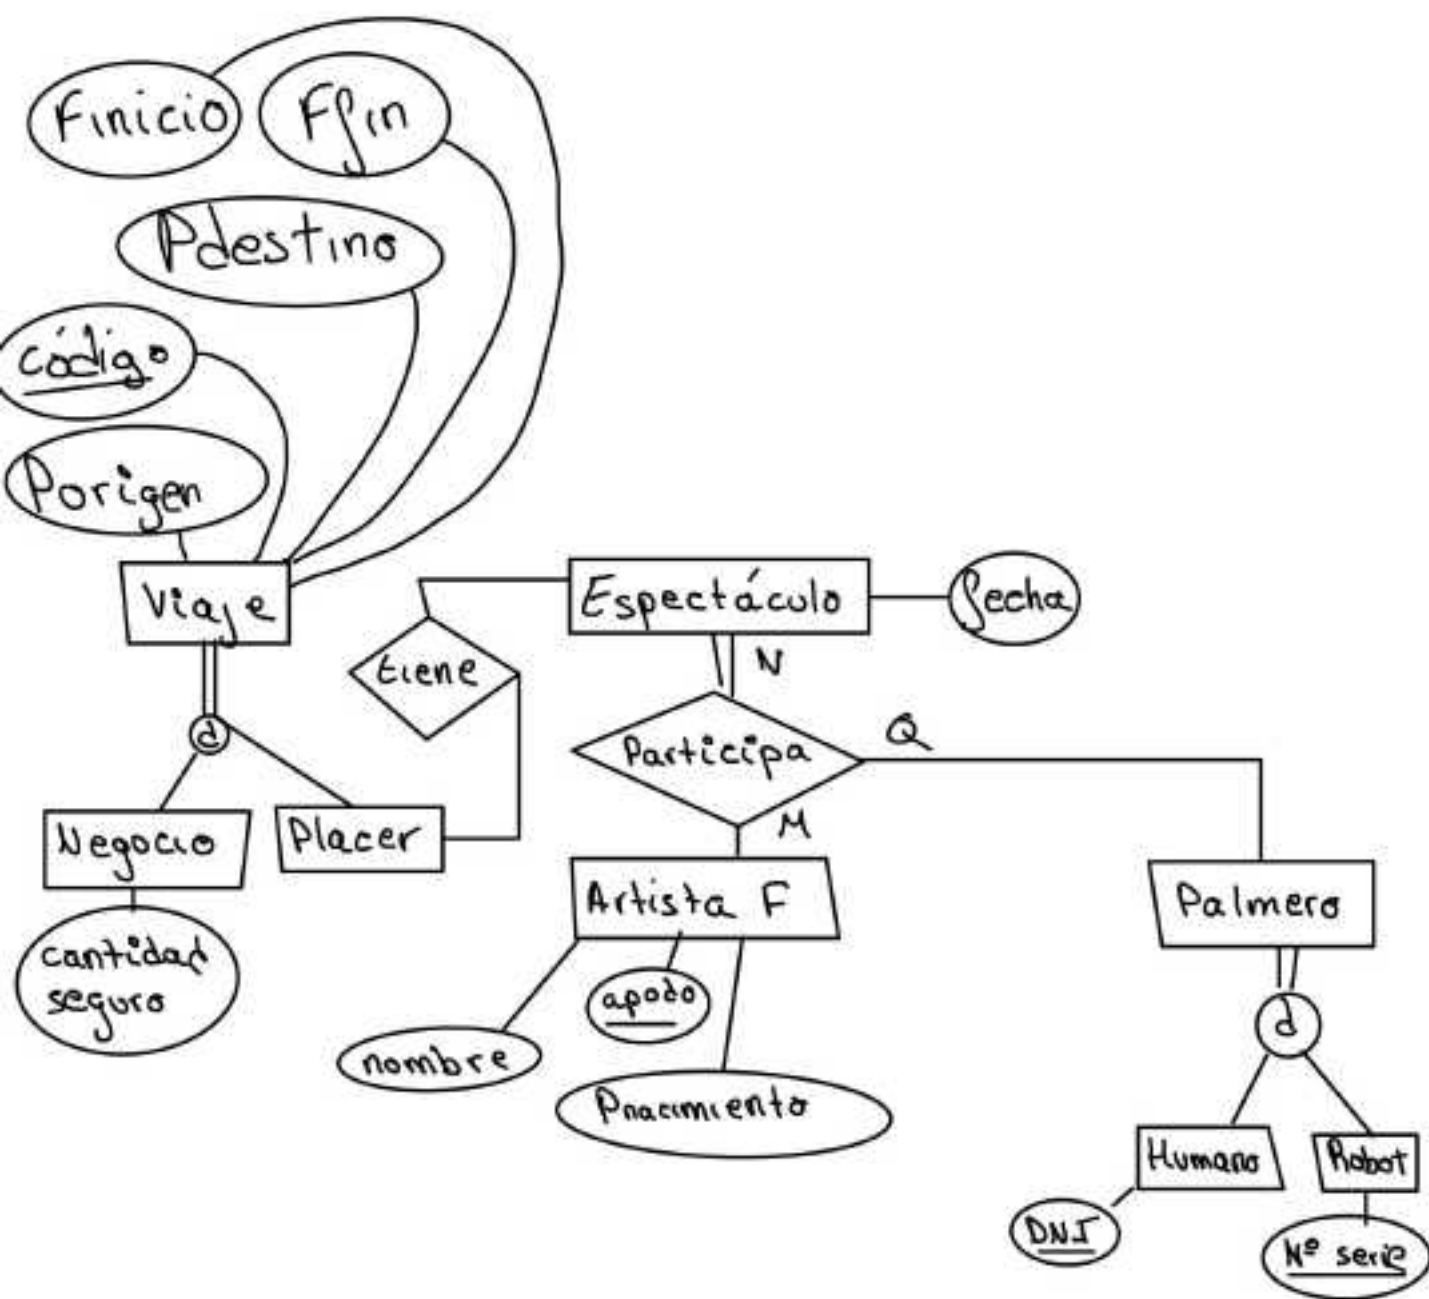 Finicio
Ffin
Pdestino
código
Porigen
Viaje
Espectáculo
fecha
tiene
N
d
Participa
Q
M
Negocio
Placer
Artista F
Palmero
cantidad
seguro
apodo
nombre
Pnacimiento
d
Humano
Robot
DNI
Nº serie